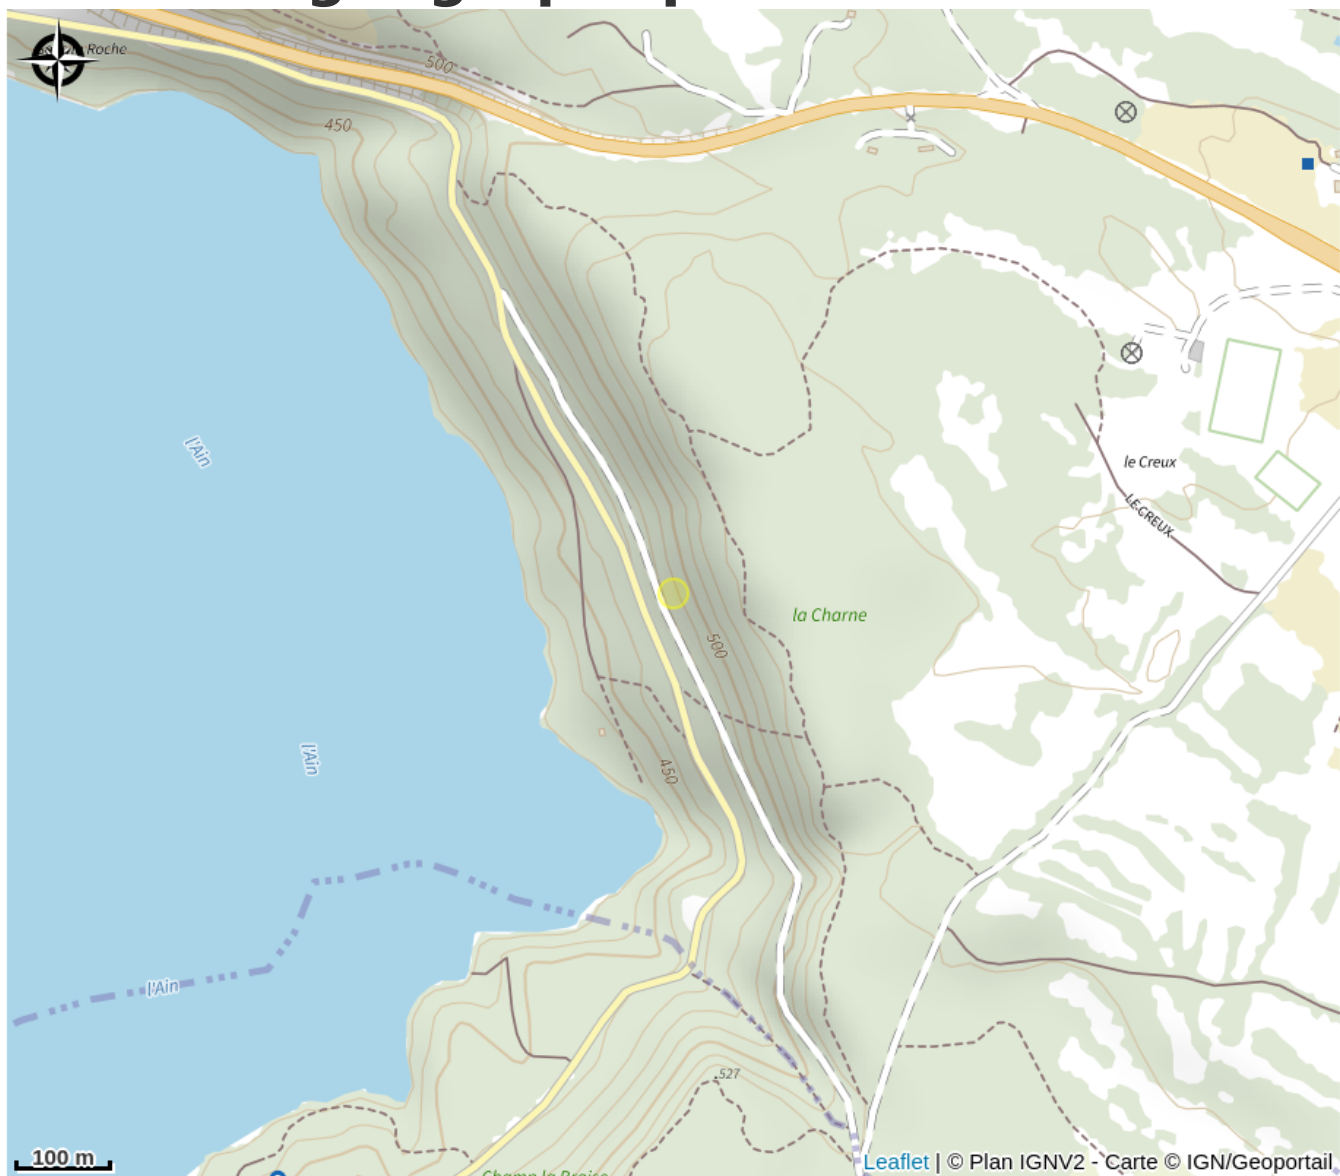 Roche
500
450
l'Ain
le Creux
LE CREUX
la Charne
500
l'Ain
450
l'Ain
.527
100 m
Leaflet | © Plan IGNV2 - Carte © IGN/Geoportail